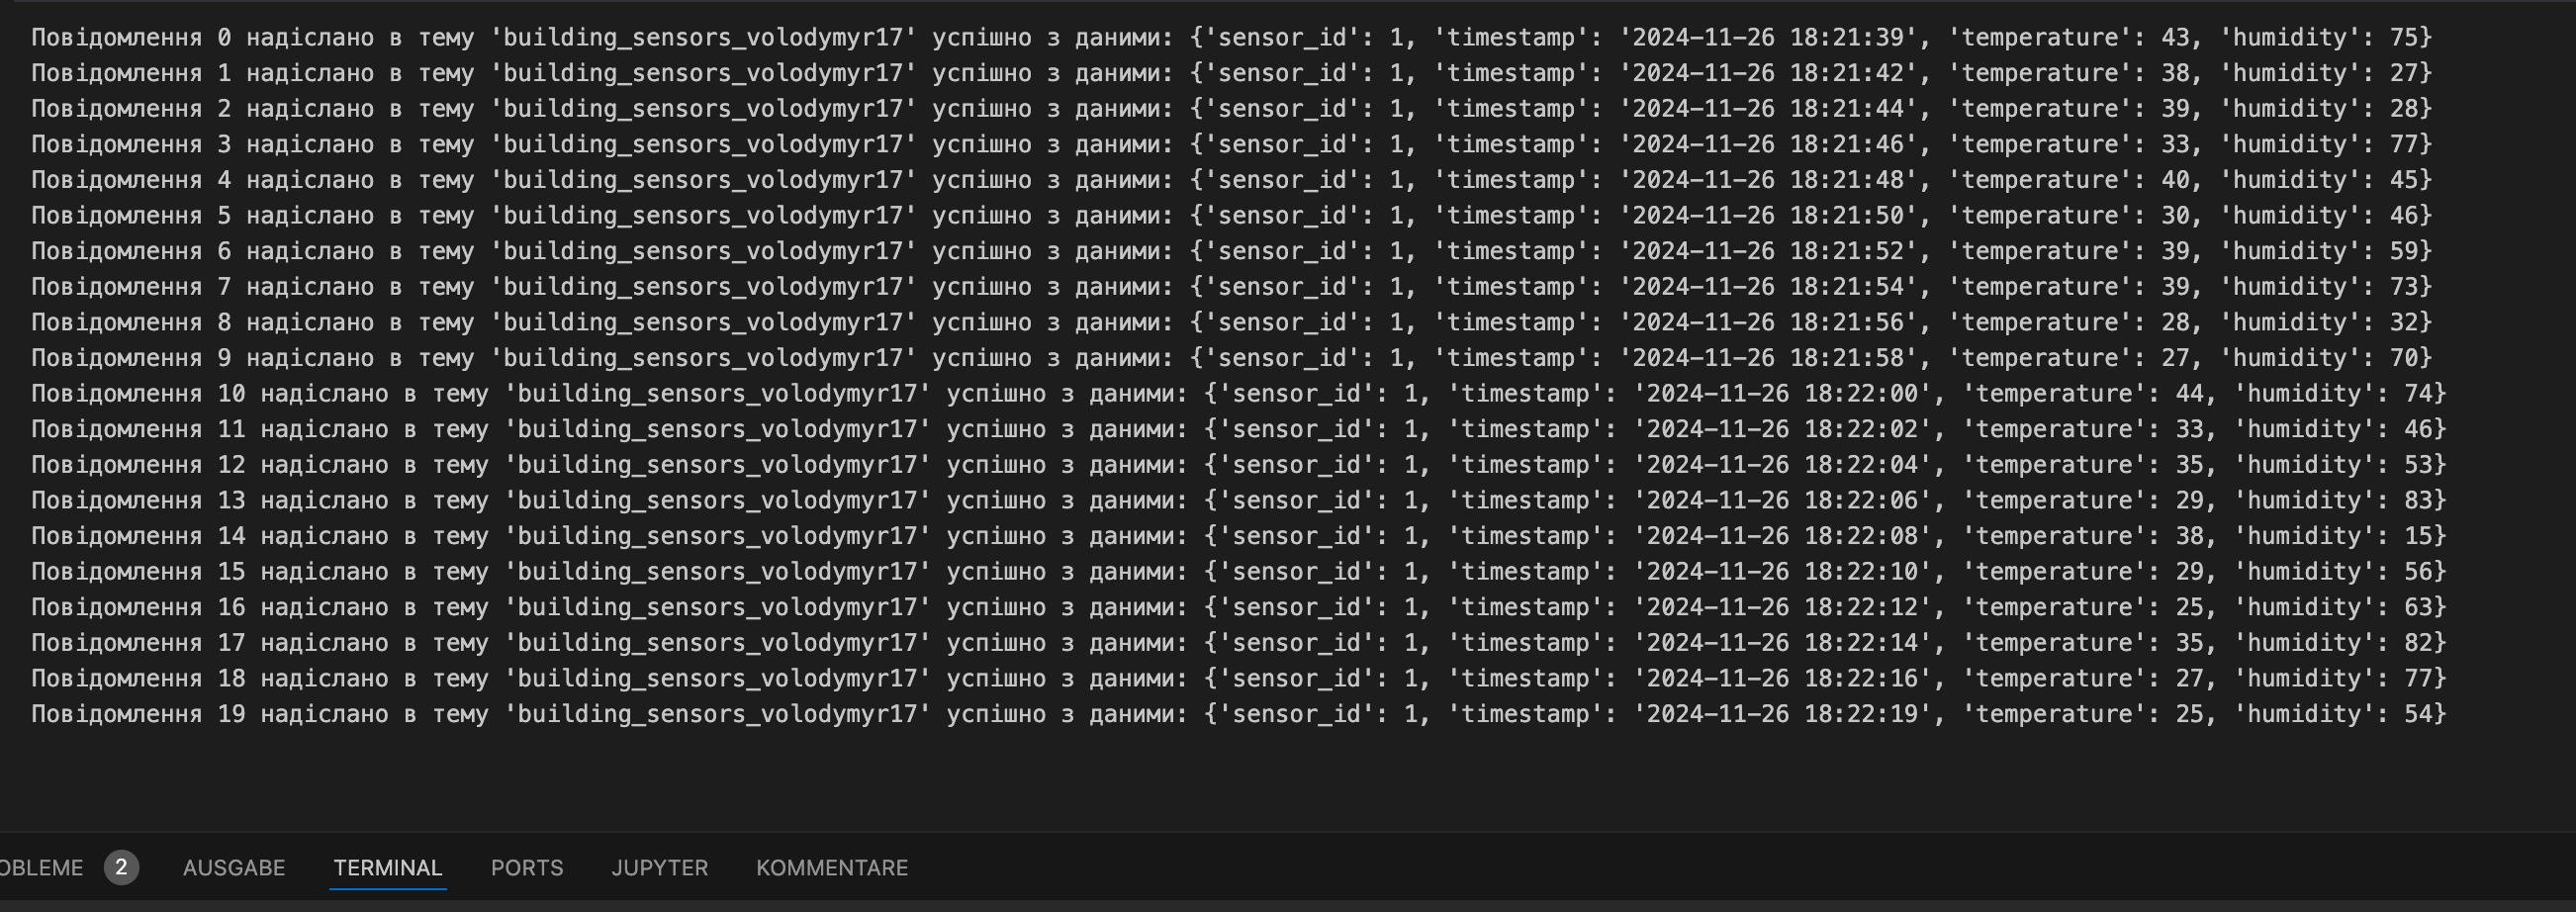 Повідомлення 0 надіслано в тему 'building_sensors_volodymyr17' успішно з даними: {'sensor_id': 1, 'timestamp': '2024-11-26 18:21:39', 'temperature': 43, 'humidity': 75}
Повідомлення 1 надіслано в тему 'building_sensors_volodymyr17' успішно з даними: {'sensor_id': 1, 'timestamp': '2024-11-26 18:21:42', 'temperature': 38, 'humidity': 27}
Повідомлення 2 надіслано в тему 'building_sensors_volodymyr17' успішно з даними: {'sensor_id': 1, 'timestamp': '2024-11-26 18:21:44', 'temperature': 39, 'humidity': 28}
Повідомлення 3 надіслано в тему 'building_sensors_volodymyr17' успішно з даними: {'sensor_id': 1, 'timestamp': '2024-11-26 18:21:46', 'temperature': 33, 'humidity': 77}
Повідомлення 4 надіслано в тему 'building_sensors_volodymyr17' успішно з даними: {'sensor_id': 1, 'timestamp': '2024-11-26 18:21:48', 'temperature': 40, 'humidity': 45}
Повідомлення 5 надіслано в тему 'building_sensors_volodymyr17' успішно з даними: {'sensor_id': 1, 'timestamp': '2024-11-26 18:21:50', 'temperature': 30, 'humidity': 46}
Повідомлення 6 надіслано в тему 'building_sensors_volodymyr17' успішно з даними: {'sensor_id': 1, 'timestamp': '2024-11-26 18:21:52', 'temperature': 39, 'humidity': 59}
Повідомлення 7 надіслано в тему 'building_sensors_volodymyr17' успішно з даними: {'sensor_id': 1, 'timestamp': '2024-11-26 18:21:54', 'temperature': 39, 'humidity': 73}
Повідомлення 8 надіслано в тему 'building_sensors_volodymyr17' успішно з даними: {'sensor_id': 1, 'timestamp': '2024-11-26 18:21:56', 'temperature': 28, 'humidity': 32}
Повідомлення 9 надіслано в тему 'building_sensors_volodymyr17' успішно з даними: {'sensor_id': 1, 'timestamp': '2024-11-26 18:21:58', 'temperature': 27, 'humidity': 70}
Повідомлення 10 надіслано в тему 'building_sensors_volodymyr17' успішно з даними: {'sensor_id': 1, 'timestamp': '2024-11-26 18:22:00', 'temperature': 44, 'humidity': 74}
Повідомлення 11 надіслано в тему 'building_sensors_volodymyr17' успішно з даними: {'sensor_id': 1, 'timestamp': '2024-11-26 18:22:02', 'temperature': 33, 'humidity': 46}
Повідомлення 12 надіслано в тему 'building_sensors_volodymyr17' успішно з даними: {'sensor_id': 1, 'timestamp': '2024-11-26 18:22:04', 'temperature': 35, 'humidity': 53}
Повідомлення 13 надіслано в тему 'building_sensors_volodymyr17' успішно з даними: {'sensor_id': 1, 'timestamp': '2024-11-26 18:22:06', 'temperature': 29, 'humidity': 83}
Повідомлення 14 надіслано в тему 'building_sensors_volodymyr17' успішно з даними: {'sensor_id': 1, 'timestamp': '2024-11-26 18:22:08', 'temperature': 38, 'humidity': 15}
Повідомлення 15 надіслано в тему 'building_sensors_volodymyr17' успішно з даними: {'sensor_id': 1, 'timestamp': '2024-11-26 18:22:10', 'temperature': 29, 'humidity': 56}
Повідомлення 16 надіслано в тему 'building_sensors_volodymyr17' успішно з даними: {'sensor_id': 1, 'timestamp': '2024-11-26 18:22:12', 'temperature': 25, 'humidity': 63}
Повідомлення 17 надіслано в тему 'building_sensors_volodymyr17' успішно з даними: {'sensor_id': 1, 'timestamp': '2024-11-26 18:22:14', 'temperature': 35, 'humidity': 82}
Повідомлення 18 надіслано в тему 'building_sensors_volodymyr17' успішно з даними: {'sensor_id': 1, 'timestamp': '2024-11-26 18:22:16', 'temperature': 27, 'humidity': 77}
Повідомлення 19 надіслано в тему 'building_sensors_volodymyr17' успішно з даними: {'sensor_id': 1, 'timestamp': '2024-11-26 18:22:19', 'temperature': 25, 'humidity': 54}
OBLEME 2 AUSGABE TERMINAL PORTS JUPYTER KOMMENTARE